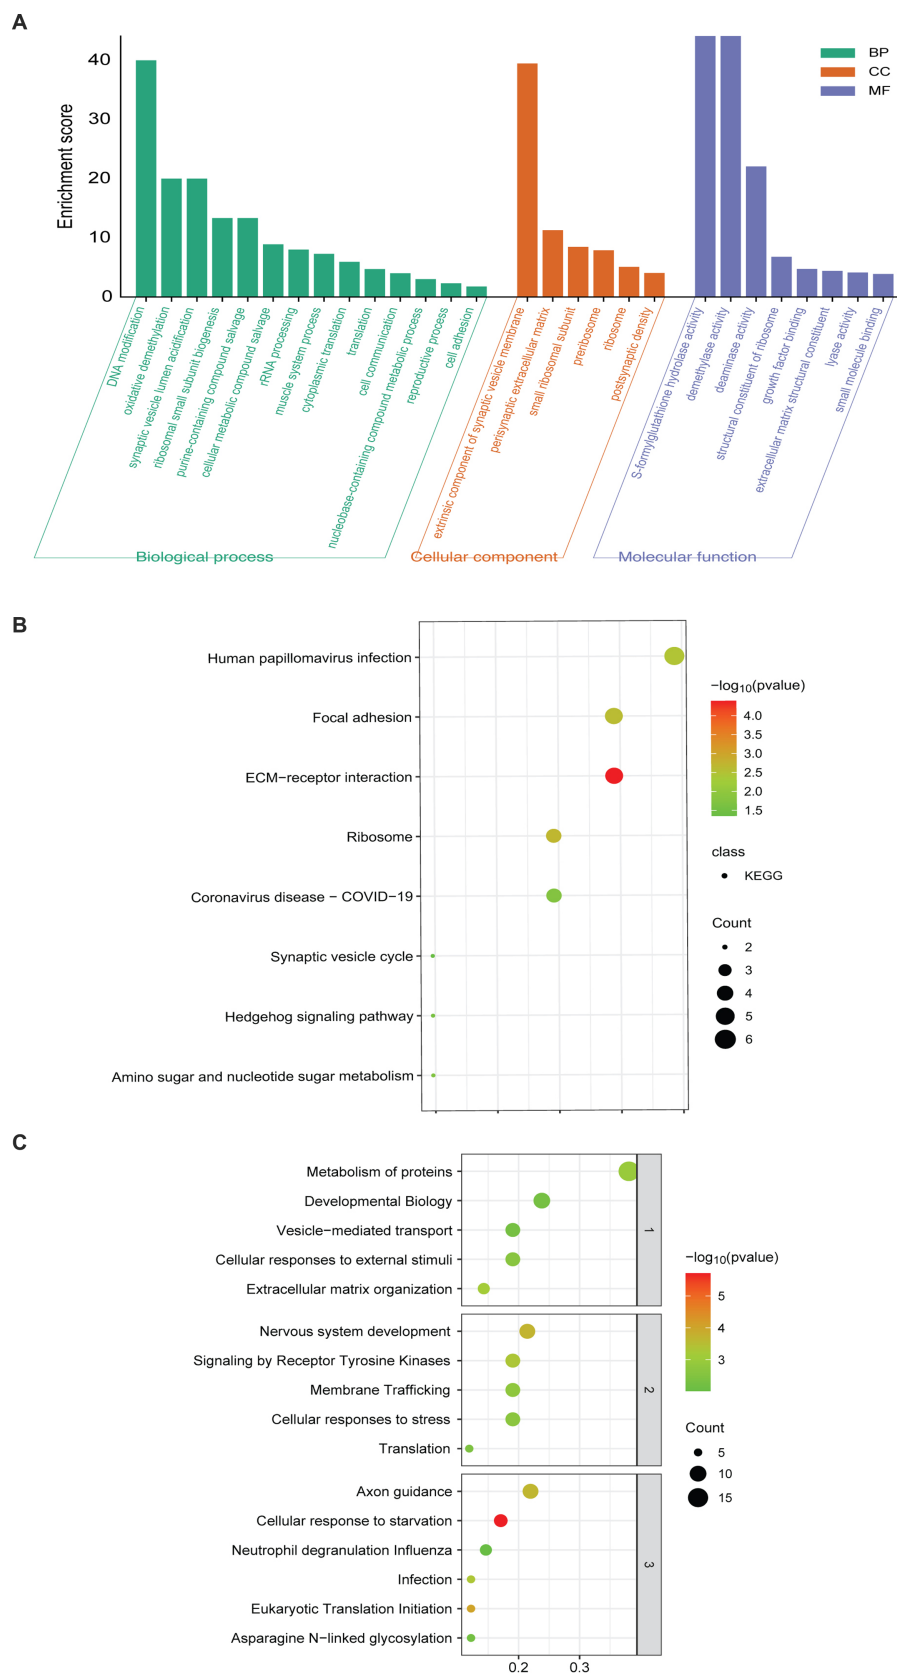 A
Enrichment score
40
30
20
10
0
BP
CC
MF
DNA modification
oxidative demethylation
synaptic vesicle lumen acidification
ribosomal small subunit biogenesis
purine-containing compound salvage
cellular metabolic compound salvage
rRNA processing
muscle system process
cytoplasmic translation
translation
cell communication
nucleobase-containing compound metabolic process
reproductive process
cell adhesion
extrinsic component of synaptic vesicle membrane
perisynaptic extracellular matrix
small ribosomal subunit
preribosome
ribosome
postsynaptic density
S-formylglutathione hydrolase activity
demethylase activity
deaminase activity
structural constituent of ribosome
growth factor binding
extracellular matrix structural constituent
lyase activity
small molecule binding
Biological process
Cellular component
Molecular function
B
Human papillomavirus infection
Focal adhesion
ECM−receptor interaction
Ribosome
Coronavirus disease − COVID−19
Synaptic vesicle cycle
Hedgehog signaling pathway
Amino sugar and nucleotide sugar metabolism
−log10(pvalue)
4.0
3.5
3.0
2.5
2.0
1.5
class
KEGG
Count
2
3
4
5
6
C
Metabolism of proteins
Developmental Biology
Vesicle−mediated transport
Cellular responses to external stimuli
Extracellular matrix organization
1
Nervous system development
Signaling by Receptor Tyrosine Kinases
Membrane Trafficking
Cellular responses to stress
Translation
2
Axon guidance
Cellular response to starvation
Neutrophil degranulation Influenza
Infection
Eukaryotic Translation Initiation
Asparagine N−linked glycosylation
3
0.2
0.3
−log10(pvalue)
5
4
3
Count
5
10
15